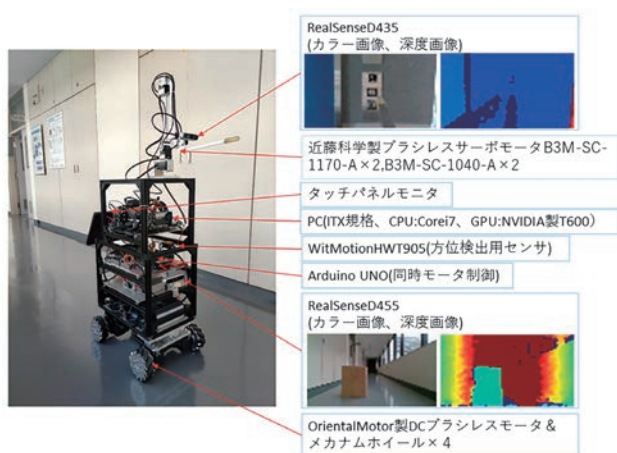 RealSenseD435
(カラー画像、深度画像)
近藤科学製ブラシレスサーボモータB3M-SC-
1170-A×2,B3M-SC-1040-A×2
タッチパネルモニタ
PC(ITX規格、CPU:Corei7、GPU:NVIDIA製T600)
WitMotionHWT905(方位検出用センサ)
Arduino UNO(同時モータ制御)
RealSenseD455
(カラー画像、深度画像)
OrientalMotor製DCブラシレスモータ&
メカナムホイール×4